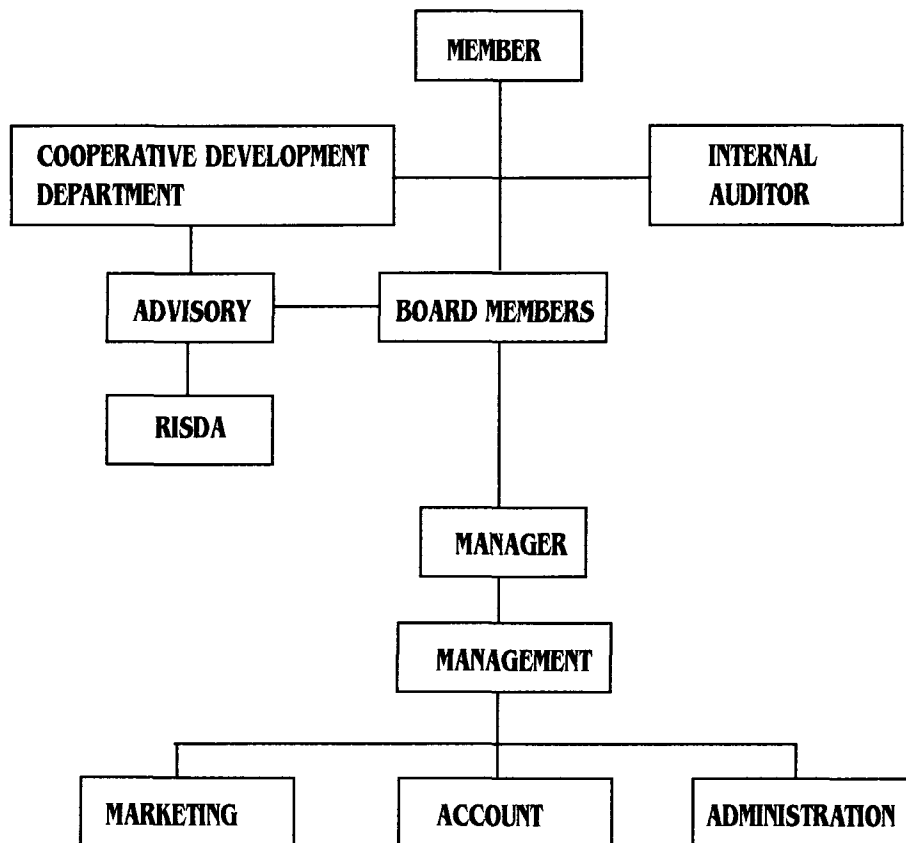 MEMBER
COOPERATIVE DEVELOPMENT
DEPARTMENT
INTERNAL
AUDITOR
ADVISORY
BOARD MEMBERS
RISDA
MANAGER
MANAGEMENT
MARKETING
ACCOUNT
ADMINISTRATION